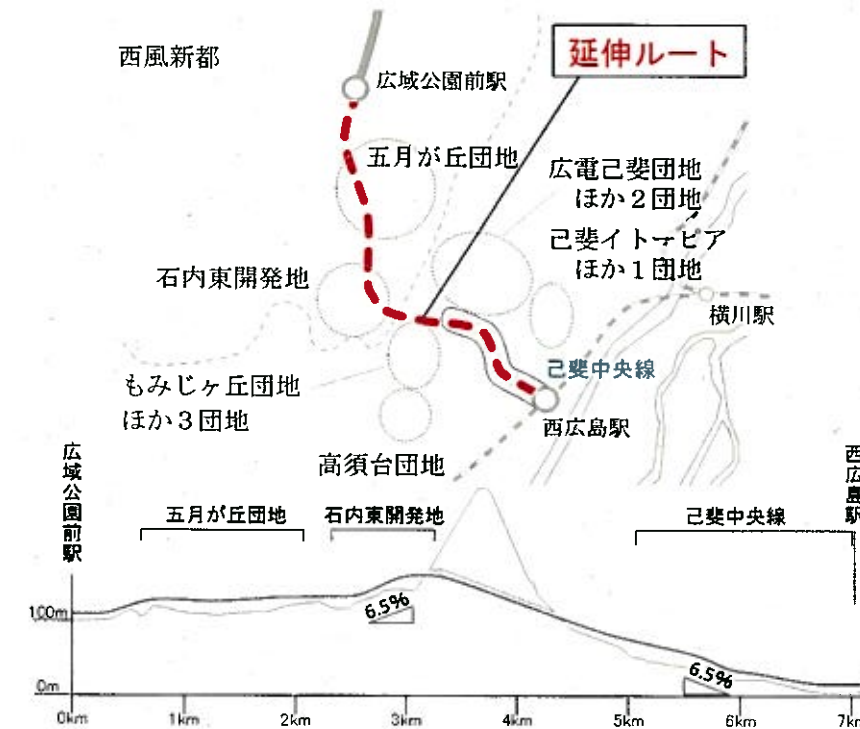 西風新都
延伸ルート
広域公園前駅
五月が丘団地
広電己斐団地
ほか２団地
己斐イトーピア
ほか１団地
石内東開発地
横川駅
己斐中央線
もみじヶ丘団地
ほか３団地
西広島駅
高須台団地
広域公園前駅
五月が丘団地
石内東開発地
己斐中央線
西広島駅
100m
6.5%
6.5%
0m
0km
1km
2km
3km
4km
5km
6km
7km